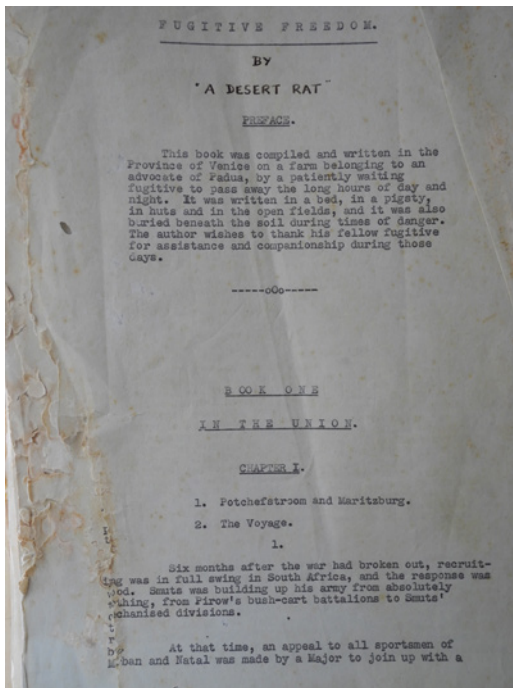 FUGITIVE FREEDOM.
BY
"A DESERT RAT"
PREFACE.
This book was compiled and written in the
Province of Venice on a farm belonging to an
advocate of Padua, by a patiently waiting
fugitive to pass away the long hours of day and
night. It was written in a bed, in a pigsty,
in huts and in the open fields, and it was also
buried beneath the soil during times of danger.
The author wishes to thank his fellow fugitive
for assistance and companionship during those
days.
-----oOo-----
BOOK ONE
IN THE UNION.
CHAPTER I.
1. Potchefstroom and Maritzburg.
2. The Voyage.
1.
Six months after the war had broken out, recruit-
ing was in full swing in South Africa, and the response was
Smuts was building up his army from absolutely
thing, from Pirow's bush-cart battalions to Smuts'
chanised divisions.
At that time, an appeal to all sportsmen of
ban and Natal was made by a Major to join up with a